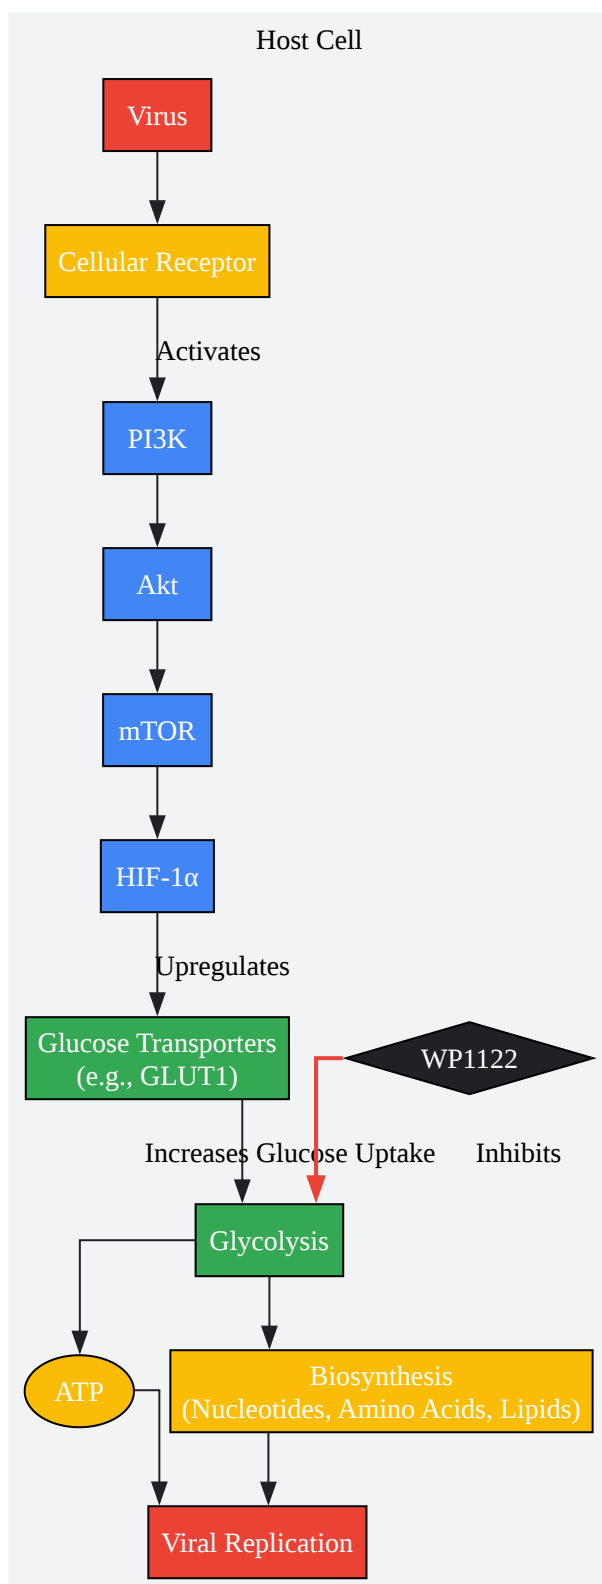 Host Cell
Virus
Cellular Receptor
Activates
PI3K
Akt
mTOR
HIF-1α
Upregulates
Glucose Transporters
(e.g., GLUT1)
WP1122
Increases Glucose Uptake
Inhibits
Glycolysis
ATP
Biosynthesis
(Nucleotides, Amino Acids, Lipids)
Viral Replication